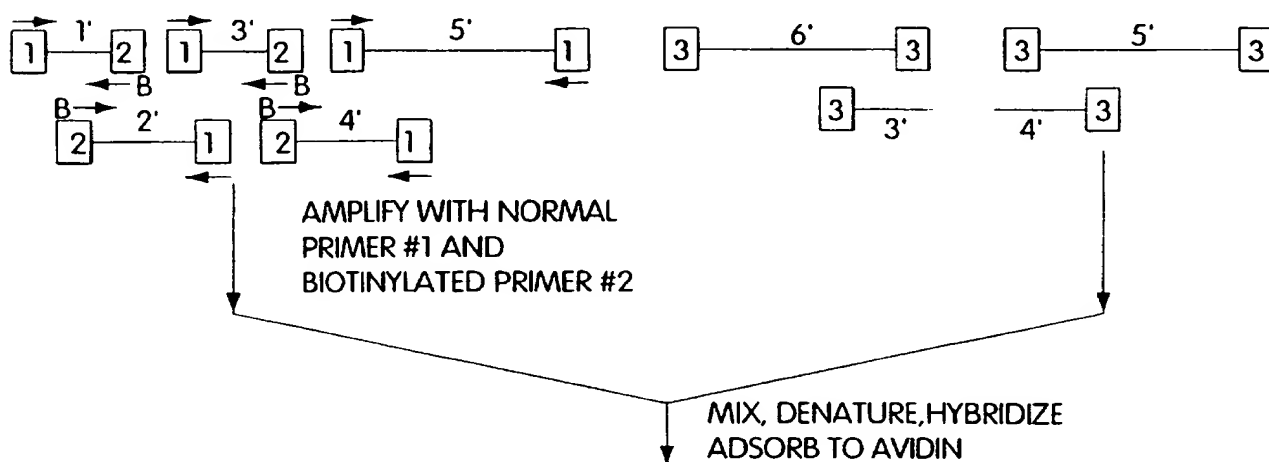 1 1' 2 1 3' 2 1 5' 1 3 6' 3 3 5' 3
B B
B B
2 2' 1 2 4' 1 3 3' 4' 3
AMPLIFY WITH NORMAL
PRIMER #1 AND
BIOTINYLATED PRIMER #2
MIX, DENATURE,HYBRIDIZE
ADSORB TO AVIDIN